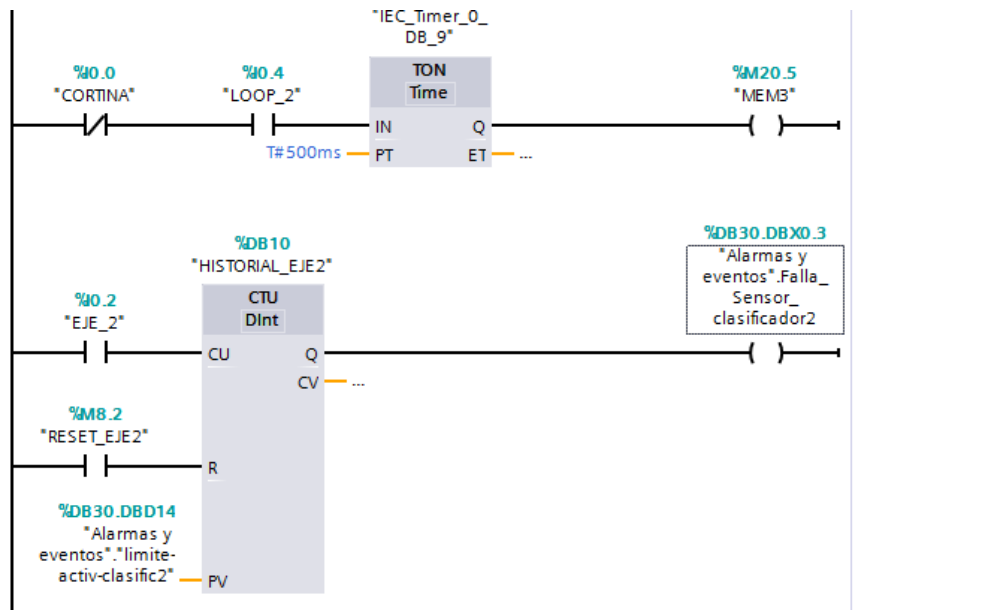 "IEC_Timer_0_
DB_9"
%I0.0
"CORTINA"
%I0.4
"LOOP_2"
TON
Time
%M20.5
"MEM3"
IN
Q
T#500ms
PT
ET
...
%DB10
"HISTORIAL_EJE2"
%DB30.DBX0.3
"Alarmas y
eventos".Falla_
Sensor_
clasificador2
%I0.2
"EJE_2"
CTU
DInt
CU
Q
CV
...
%M8.2
"RESET_EJE2"
R
%DB30.DBD14
"Alarmas y
eventos"."limite-
activ-clasific2"
PV